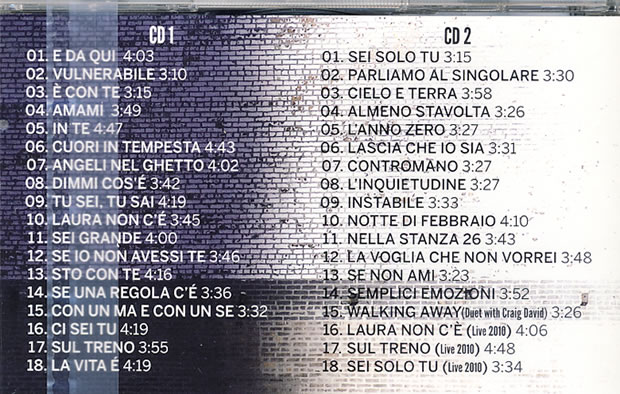 CD 1
01. E DA QUI 4:03
02. VULNERABILE 3:10
03. È CON TE 3:15
04. AMAMI 3:49
05. IN TE 4:47
06. CUORI IN TEMPESTA 4:43
07. ANGELI NEL GHETTO 4:02
08. DIMMI COS'É 3:42
09. TU SEI, TU SAI 4:19
10. LAURA NON C'É 3:45
11. SEI GRANDE 4:00
12. SE IO NON AVESSI TE 3:46
13. STO CON TE 4:16
14. SE UNA REGOLA C'É 3:36
15. CON UN MA E CON UN SE 3:32
16. CI SEI TU 4:19
17. SUL TRENO 3:55
18. LA VITA É 4:19
CD 2
01. SEI SOLO TU 3:15
02. PARLIAMO AL SINGOLARE 3:30
03. CIELO E TERRA 3:58
04. ALMENO STAVOLTA 3:26
05. L'ANNO ZERO 3:27
06. LASCIA CHE IO SIA 3:31
07. CONTROMANO 3:27
08. L'INQUIETUDINE 3:27
09. INSTABILE 3:33
10. NOTTE DI FEBBRAIO 4:10
11. NELLA STANZA 26 3:43
12. LA VOGLIA CHE NON VORREI 3:48
13. SE NON AMI 3:23
14. SEMPLICI EMOZIONI 3:52
15. WALKING AWAY (Duet with Craig David) 3:26
16. LAURA NON C'È (Live 2010) 4:06
17. SUL TRENO (Live 2010) 4:48
18. SEI SOLO TU (Live 2010) 3:34